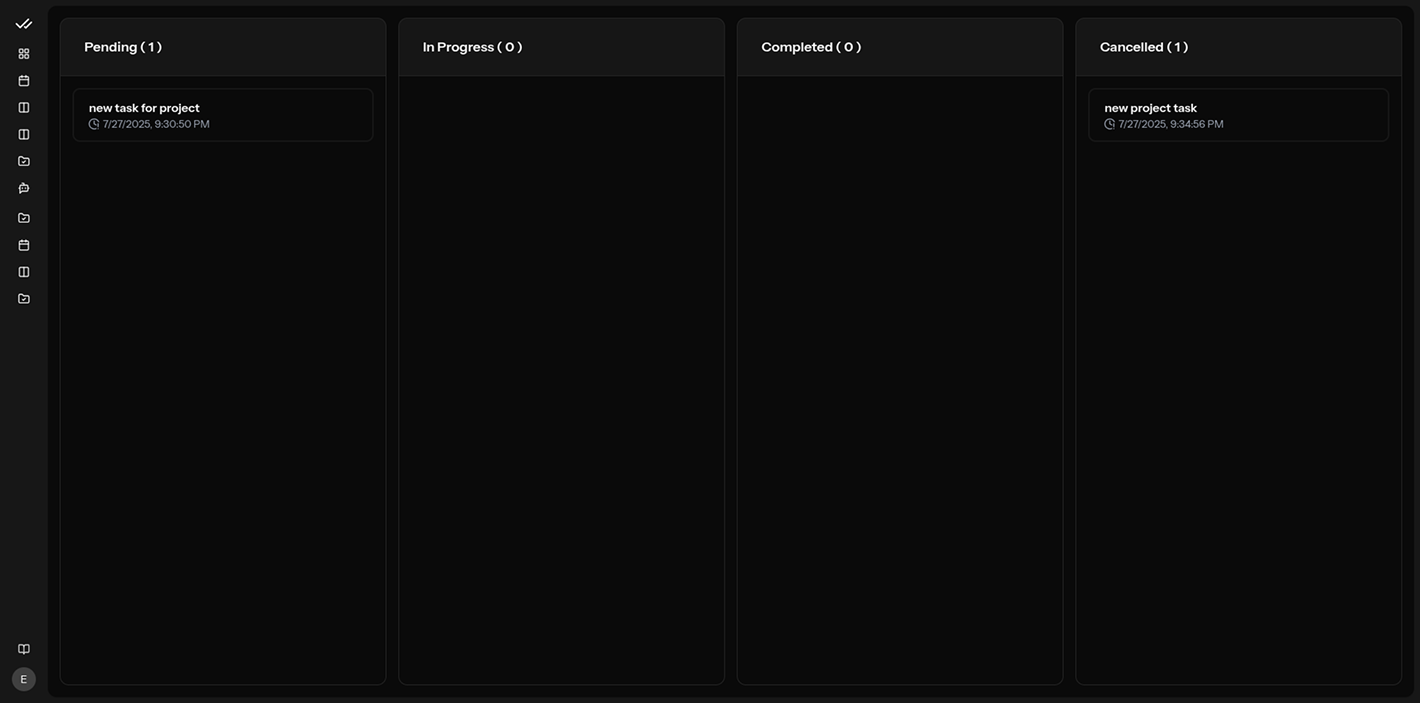 Pending ( 1 )
new task for project
7/27/2025, 9:30:50 PM
In Progress ( 0 )
Completed ( 0 )
Cancelled ( 1 )
new project task
7/27/2025, 9:34:56 PM
E